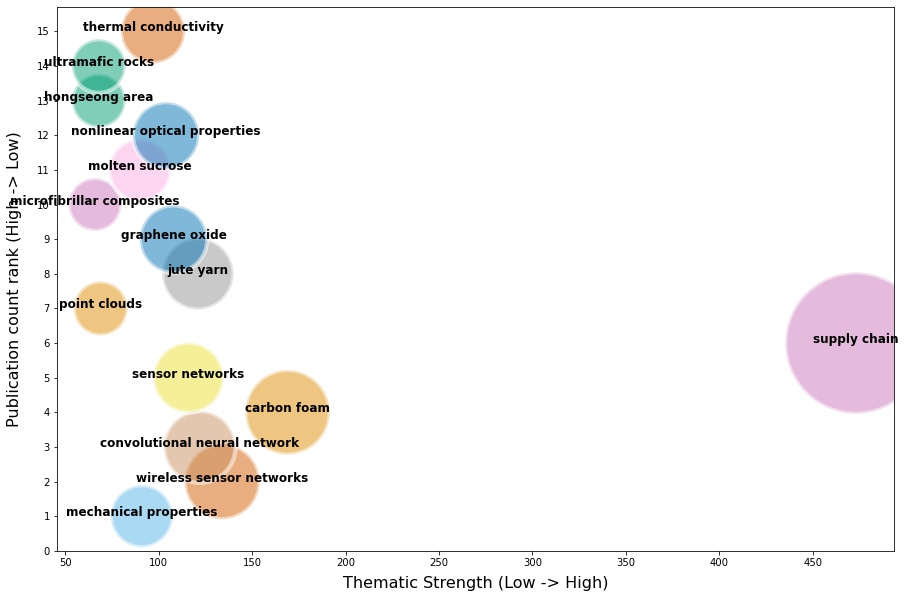 15
thermal conductivity
14
ultramafic rocks
13
hongseong area
12
nonlinear optical properties
11
molten sucrose
10
microfibrillar composites
9
graphene oxide
8
jute yarn
7
point clouds
6
supply chain
5
sensor networks
4
carbon foam
3
convolutional neural network
2
wireless sensor networks
1
mechanical properties
0
Publication count rank (High -> Low)
50 100 150 200 250 300 350 400 450
Thematic Strength (Low -> High)